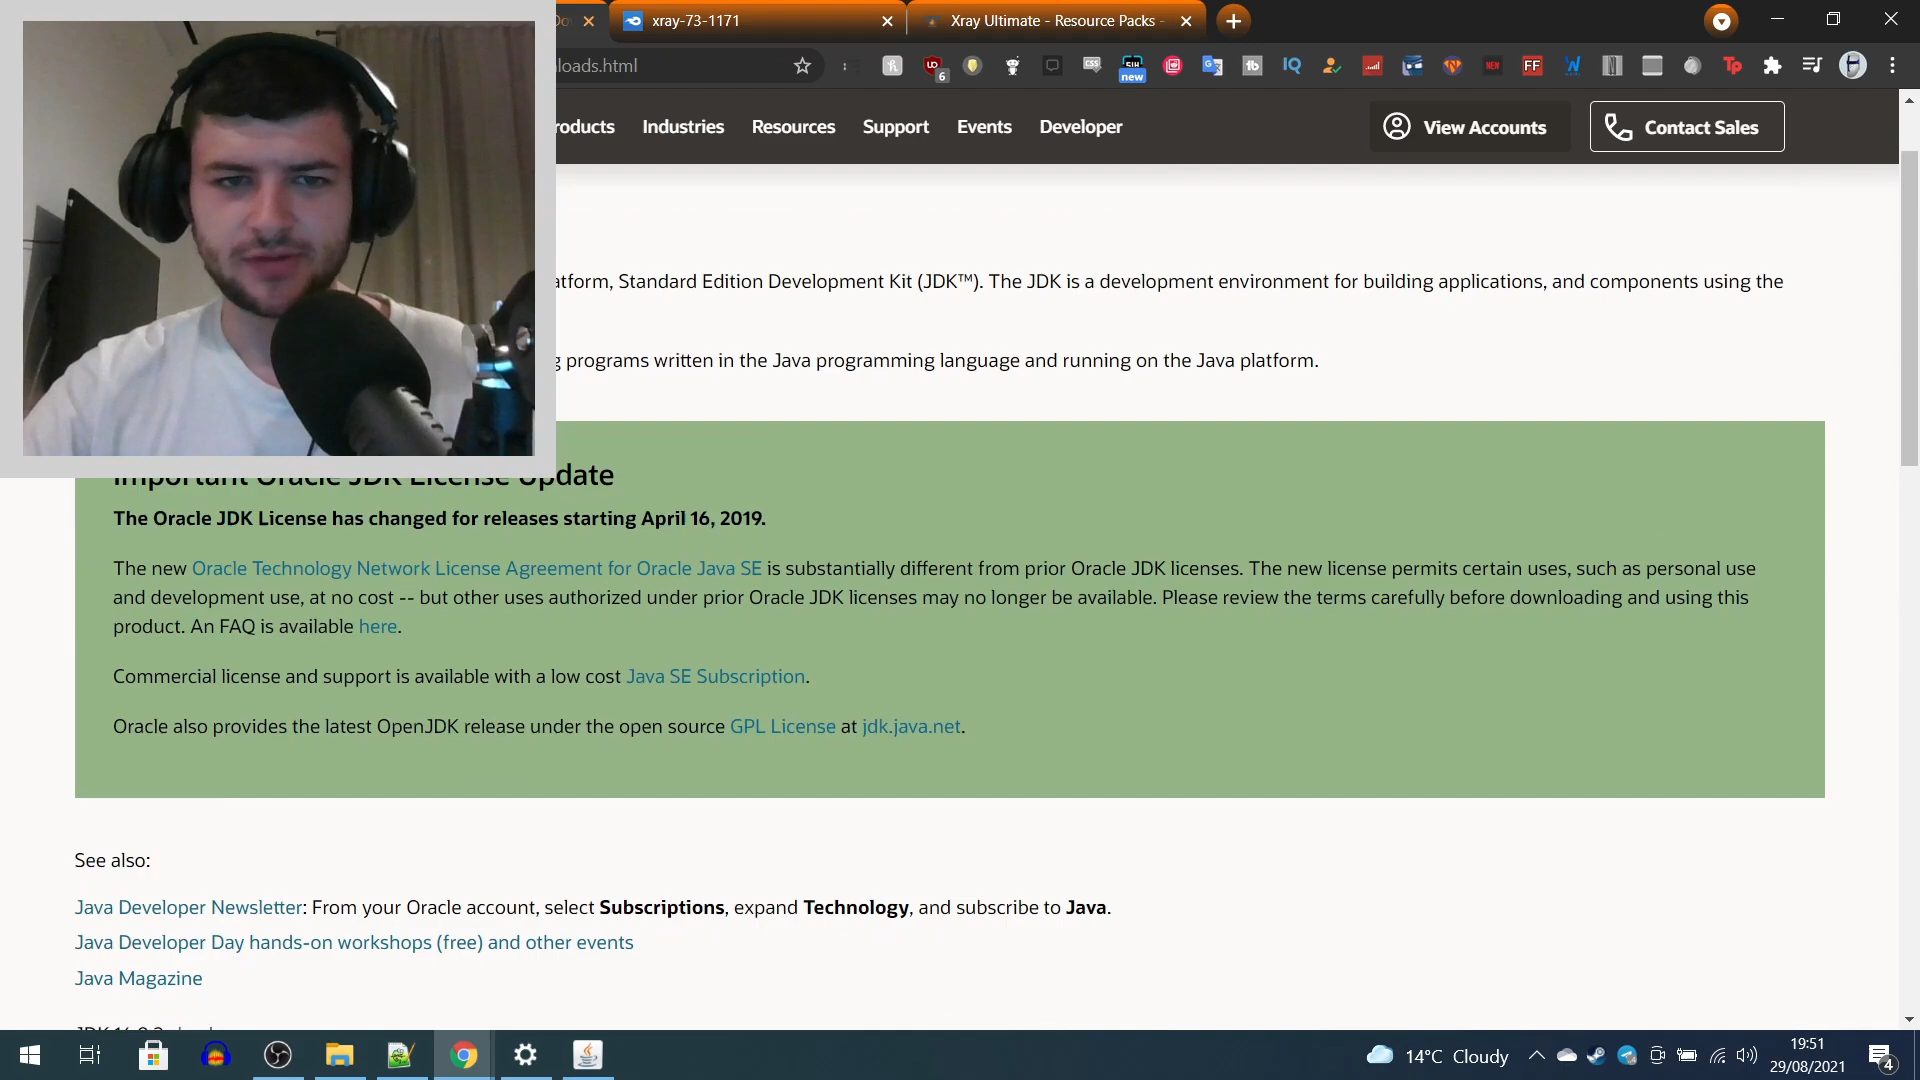 xray-73-1171
Xray Ultimate - Resource Packs -
loads.html
6
new
roducts Industries Resources Support Events Developer View Accounts Contact Sales
atform, Standard Edition Development Kit (JDK™). The JDK is a development environment for building applications, and components using the
g programs written in the Java programming language and running on the Java platform.
Important Oracle JDK License Update
The Oracle JDK License has changed for releases starting April 16, 2019.
The new Oracle Technology Network License Agreement for Oracle Java SE is substantially different from prior Oracle JDK licenses. The new license permits certain uses, such as personal use
and development use, at no cost -- but other uses authorized under prior Oracle JDK licenses may no longer be available. Please review the terms carefully before downloading and using this
product. An FAQ is available here.
Commercial license and support is available with a low cost Java SE Subscription.
Oracle also provides the latest OpenJDK release under the open source GPL License at jdk.java.net.
See also:
Java Developer Newsletter: From your Oracle account, select Subscriptions, expand Technology, and subscribe to Java.
Java Developer Day hands-on workshops (free) and other events
Java Magazine
14°C Cloudy
19:51
29/08/2021
4